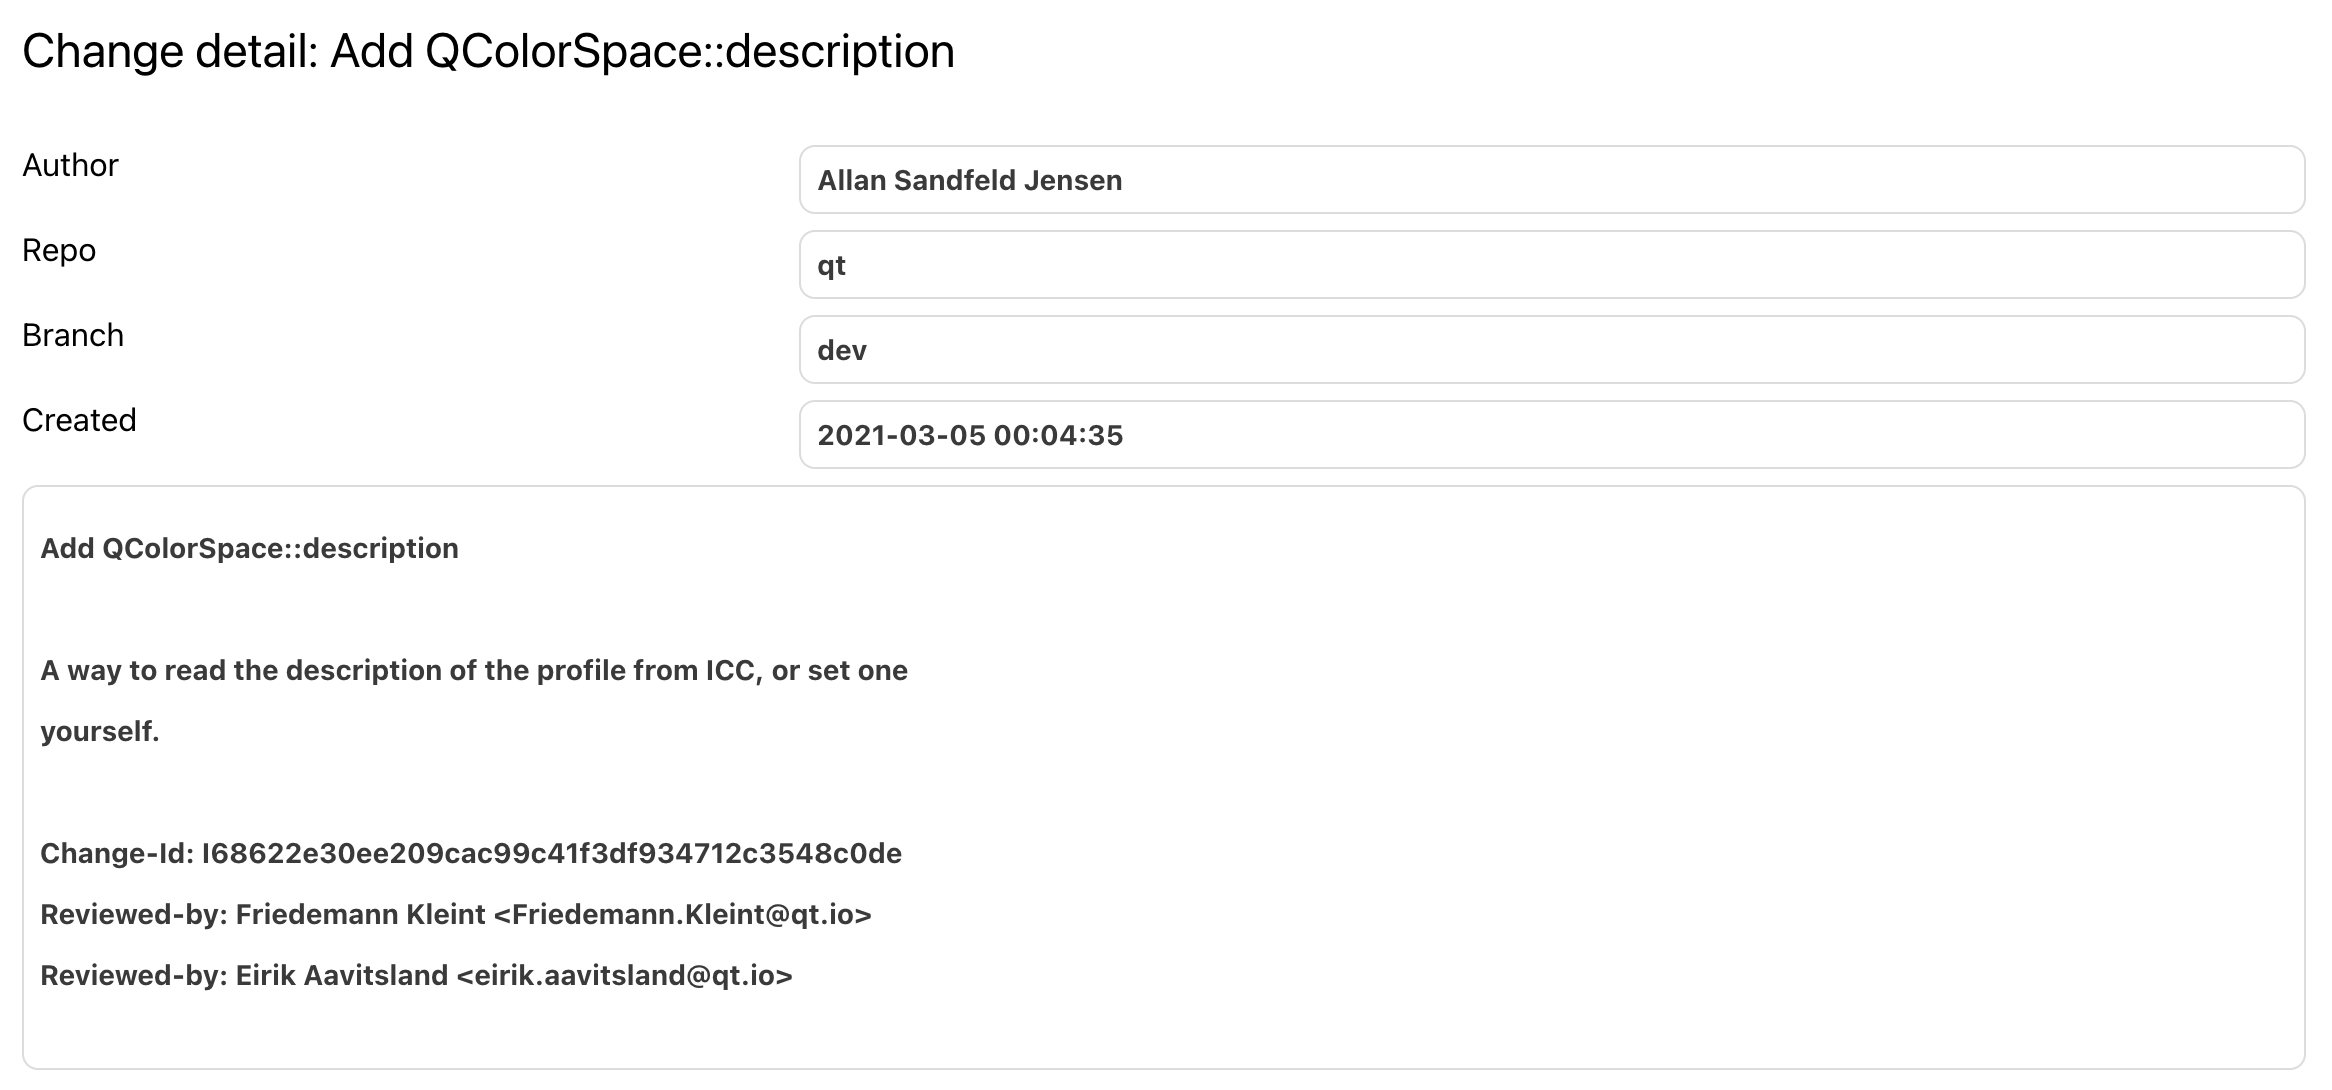 Change detail: Add QColorSpace::description
Author
Allan Sandfeld Jensen
Repo
qt
Branch
dev
Created
2021-03-05 00:04:35
Add QColorSpace::description
A way to read the description of the profile from ICC, or set one
yourself.
Change-Id: I68622e30ee209cac99c41f3df934712c3548c0de
Reviewed-by: Friedemann Kleint <Friedemann.Kleint@qt.io>
Reviewed-by: Eirik Aavitsland <eirik.aavitsland@qt.io>